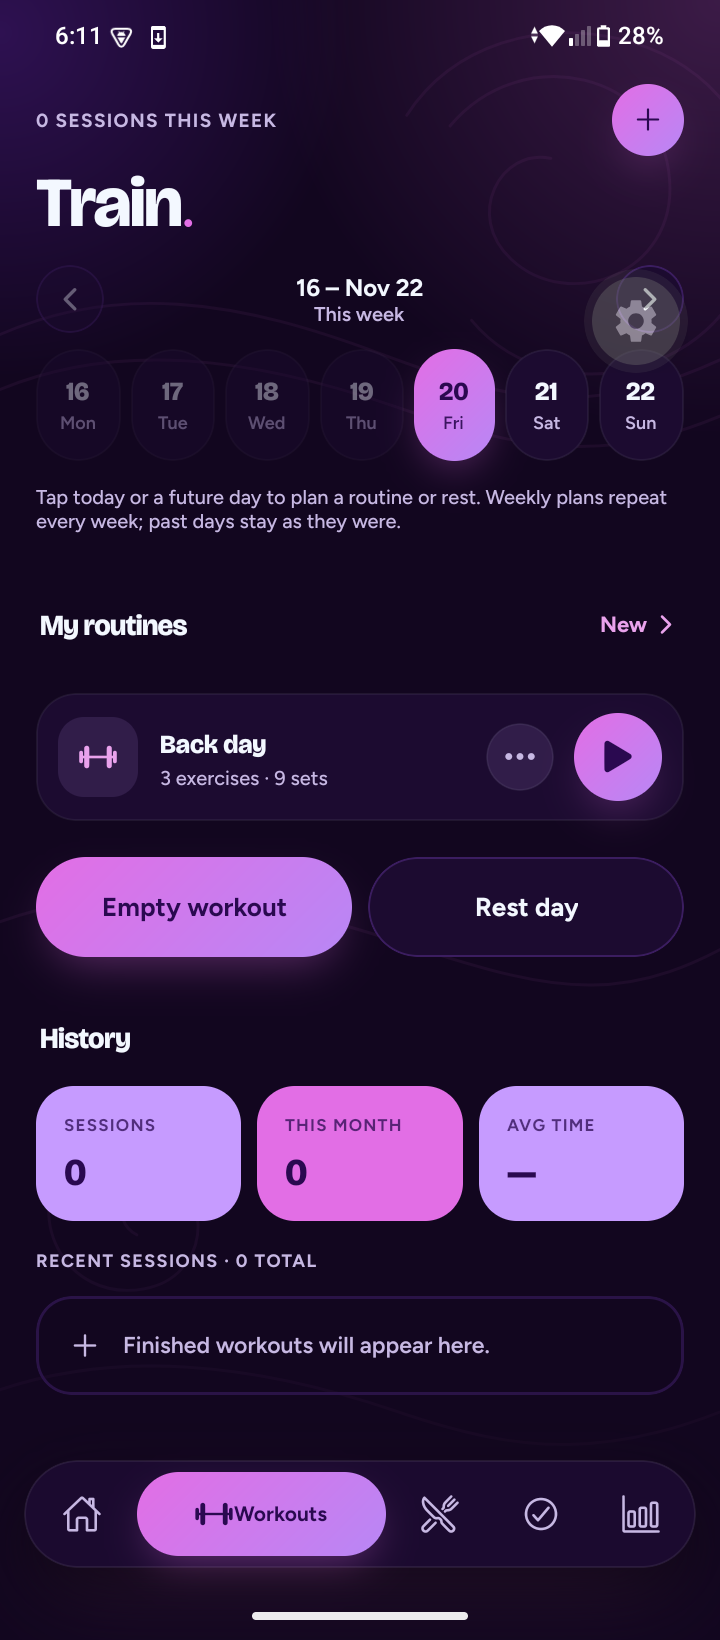 6:11
28%
0 SESSIONS THIS WEEK
Train.
16 – Nov 22
This week
16 17 18 19 20 21 22
Mon Tue Wed Thu Fri Sat Sun
Tap today or a future day to plan a routine or rest. Weekly plans repeat
every week; past days stay as they were.
My routines
New
Back day
3 exercises · 9 sets
Empty workout
Rest day
History
SESSIONS THIS MONTH AVG TIME
0 0 —
RECENT SESSIONS · 0 TOTAL
Finished workouts will appear here.
Workouts